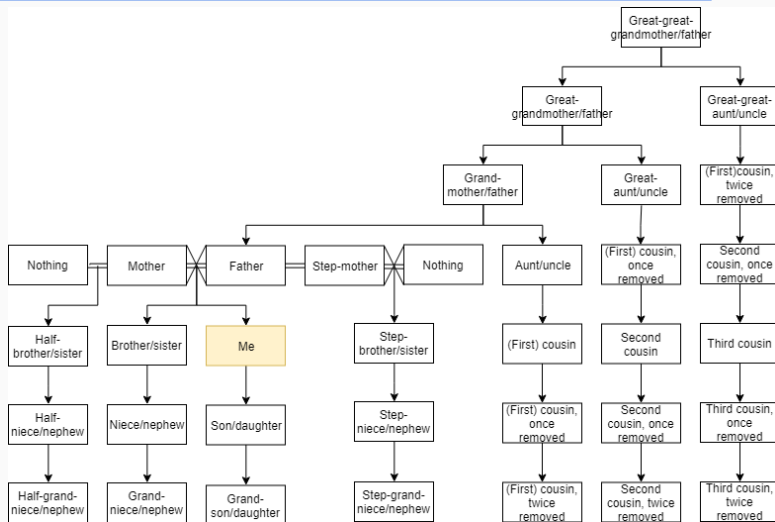 Great-great-
grandmother/father
Great-
grandmother/father
Great-great-
aunt/uncle
Grand-
mother/father
Great-
aunt/uncle
(First)cousin,
twice
removed
Nothing
Mother
Father
Step-mother
Nothing
Aunt/uncle
(First) cousin,
once
removed
Second
cousin, once
removed
Half-
brother/sister
Brother/sister
Me
Step-
brother/sister
(First) cousin
Second
cousin
Third cousin
Half-
niece/nephew
Niece/nephew
Son/daughter
Step-
niece/nephew
(First) cousin,
once
removed
Second
cousin, once
removed
Third cousin,
once
removed
Half-grand-
niece/nephew
Grand-
niece/nephew
Grand-
son/daughter
Step-grand-
niece/nephew
(First) cousin,
twice
removed
Second
cousin, twice
removed
Third cousin,
twice
removed